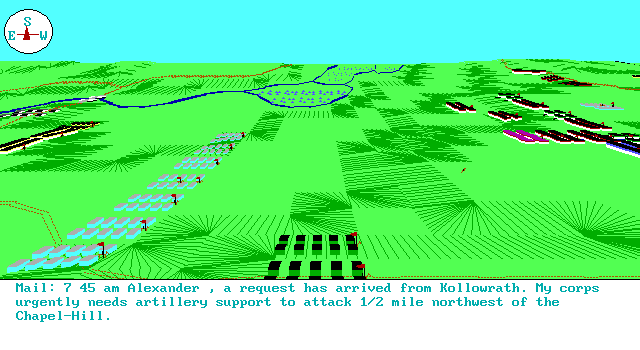 S
E W
Mail: 7 45 am Alexander , a request has arrived from Kollowrath. My corps
urgently needs artillery support to attack 1/2 mile northwest of the
Chapel-Hill.